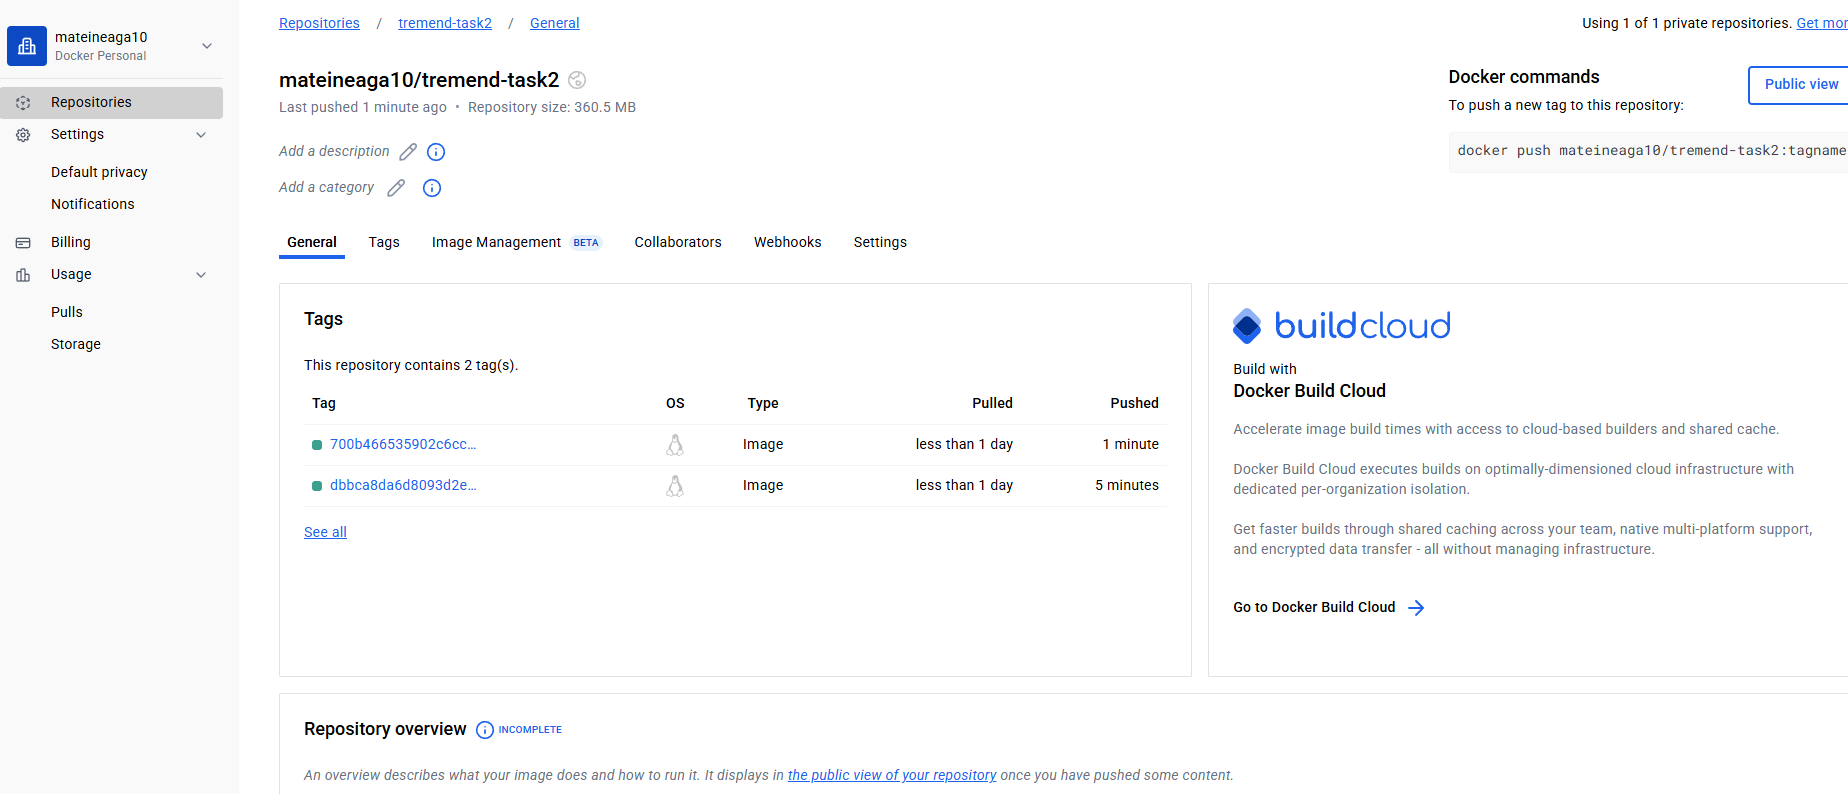 mateineaga10
Docker Personal
Repositories
Settings
Default privacy
Notifications
Billing
Usage
Pulls
Storage
Repositories / tremend-task2 / General
Using 1 of 1 private repositories. Get mor
mateineaga10/tremend-task2
Last pushed 1 minute ago • Repository size: 360.5 MB
Add a description
Add a category
Docker commands
Public view
To push a new tag to this repository:
docker push mateineaga10/tremend-task2:tagname
General Tags Image Management BETA Collaborators Webhooks Settings
Tags
This repository contains 2 tag(s).
Tag OS Type Pulled Pushed
700b466535902c6cc... Image less than 1 day 1 minute
dbbca8da6d8093d2e... Image less than 1 day 5 minutes
See all
buildcloud
Build with
Docker Build Cloud
Accelerate image build times with access to cloud-based builders and shared cache.
Docker Build Cloud executes builds on optimally-dimensioned cloud infrastructure with
dedicated per-organization isolation.
Get faster builds through shared caching across your team, native multi-platform support,
and encrypted data transfer - all without managing infrastructure.
Go to Docker Build Cloud
Repository overview INCOMPLETE
An overview describes what your image does and how to run it. It displays in the public view of your repository once you have pushed some content.